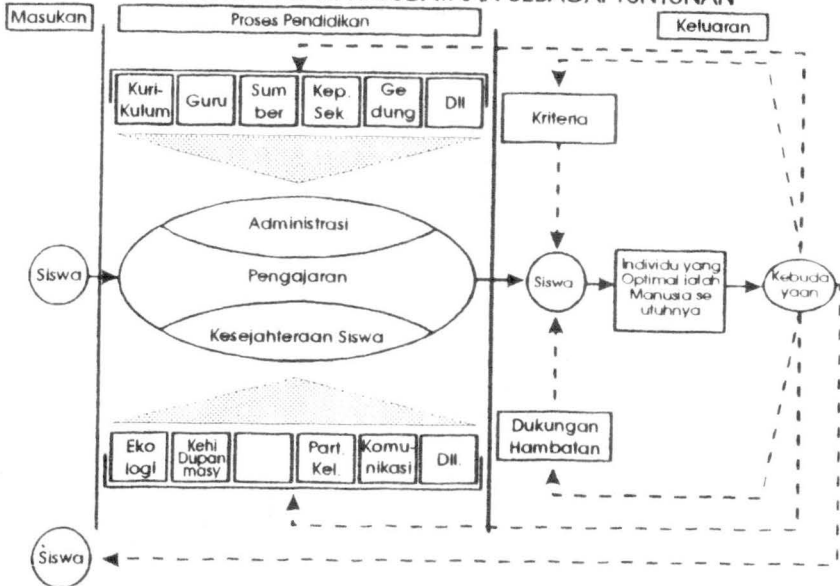 SEBAGAI TUNTUNAN
Masukan
Proses Pendidikan
Keluaran
Kuri-
Kulum
Guru
Sum
ber
Kep.
Sek
Ge
dung
Dll
Kriteria
Administrasi
Siswa
Pengajaran
Siswa
Individu yang
Optimal ialah
Manusia se
utuhnya
Kebuda
yaan
Kesejahteraan Siswa
Dukungan
Hambatan
Eko
logi
Kehi
Dupan
masy
Part.
Kel.
Komu-
nikasi
Dll.
Siswa